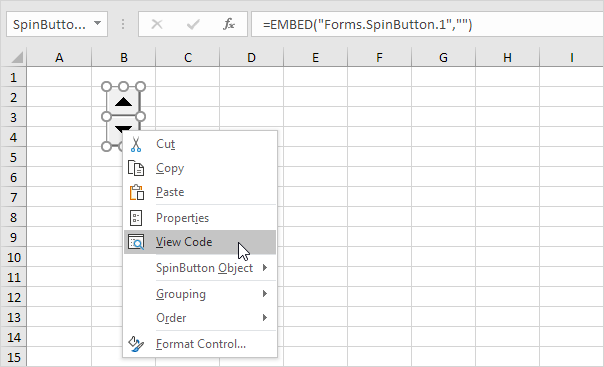 SpinButto...
fx
=EMBED("Forms.SpinButton.1","")
A B C D E F G H I
1
2
3
4
5
6
7
8
9
10
11
12
13
14
15
Cut
Copy
Paste
Properties
View Code
SpinButton Object
Grouping
Order
Format Control...